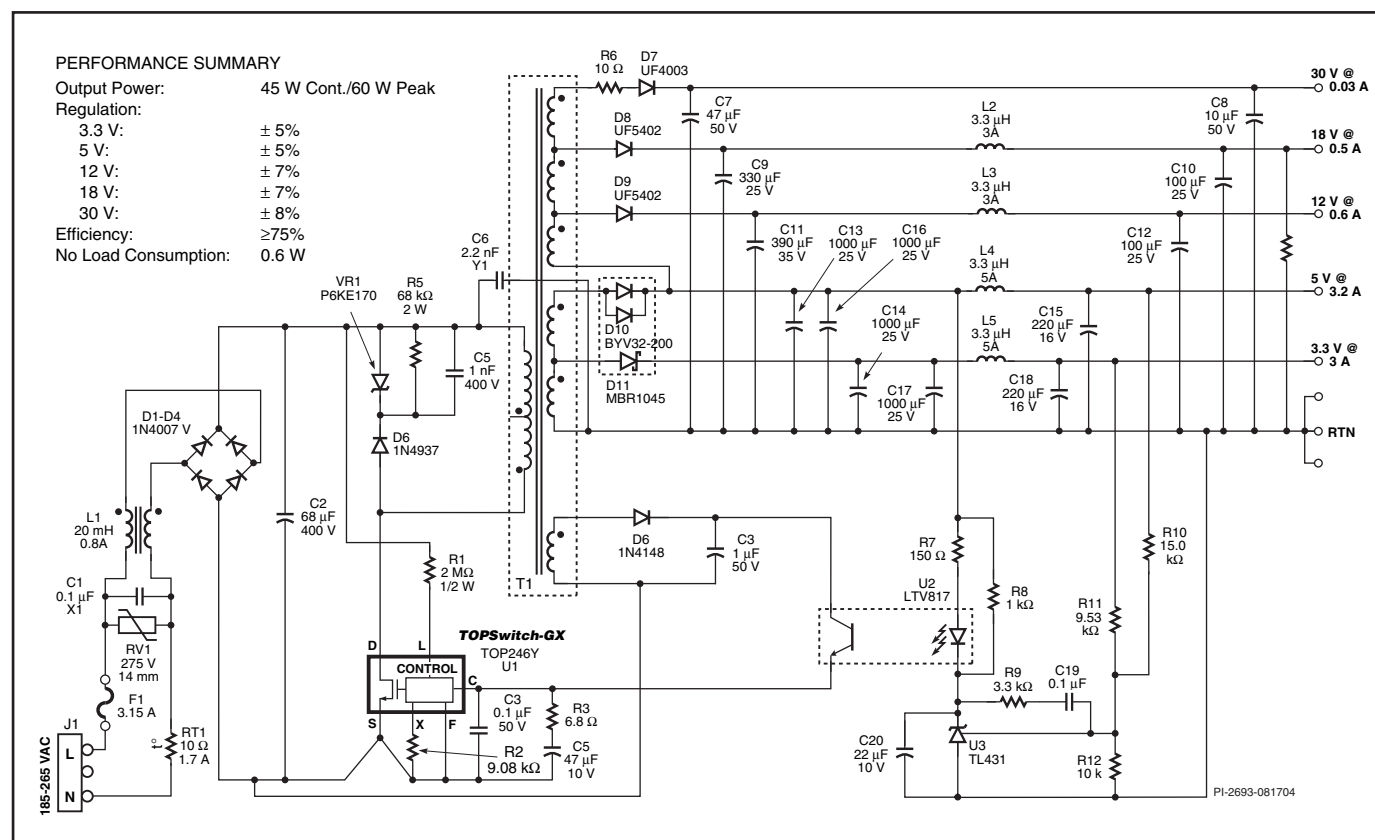 PERFORMANCE SUMMARY
Output Power: 45 W Cont./60 W Peak
Regulation:
3.3 V: ± 5%
5 V: ± 5%
12 V: ± 7%
18 V: ± 7%
30 V: ± 8%
Efficiency: ≥75%
No Load Consumption: 0.6 W
R6
10 Ω
D7
UF4003
C7
47 µF
50 V
L2
3.3 µH
3A
C8
10 µF
50 V
30 V @
0.03 A
D8
UF5402
18 V @
0.5 A
C9
330 µF
25 V
L3
3.3 µH
3A
C10
100 µF
25 V
D9
UF5402
12 V @
0.6 A
C6
2.2 nF
Y1
C11
390 µF
35 V
C13
1000 µF
25 V
C16
1000 µF
25 V
L4
3.3 µH
5A
C12
100 µF
25 V
5 V @
3.2 A
VR1
P6KE170
R5
68 kΩ
2 W
C5
1 nF
400 V
D10
BYV32-200
D11
MBR1045
C14
1000 µF
25 V
L5
3.3 µH
5A
C15
220 µF
16 V
3.3 V @
3 A
C17
1000 µF
25 V
C18
220 µF
16 V
RTN
D1-D4
1N4007 V
D6
1N4937
L1
20 mH
0.8A
C2
68 µF
400 V
D6
1N4148
C3
1 µF
50 V
T1
R1
2 MΩ
1/2 W
R7
150 Ω
R10
15.0
kΩ
U2
LTV817
R8
1 kΩ
R11
9.53
kΩ
C1
0.1 µF
X1
RV1
275 V
14 mm
F1
3.15 A
J1
L
N
185-265 VAC
t°
RT1
10 Ω
1.7 A
TOPSwitch-GX
TOP246Y
U1
D
L
CONTROL
C
S
X
F
R2
9.08 kΩ
C3
0.1 µF
50 V
R3
6.8 Ω
C5
47 µF
10 V
R9
3.3 kΩ
C19
0.1 µF
C20
22 µF
10 V
U3
TL431
R12
10 k
PI-2693-081704